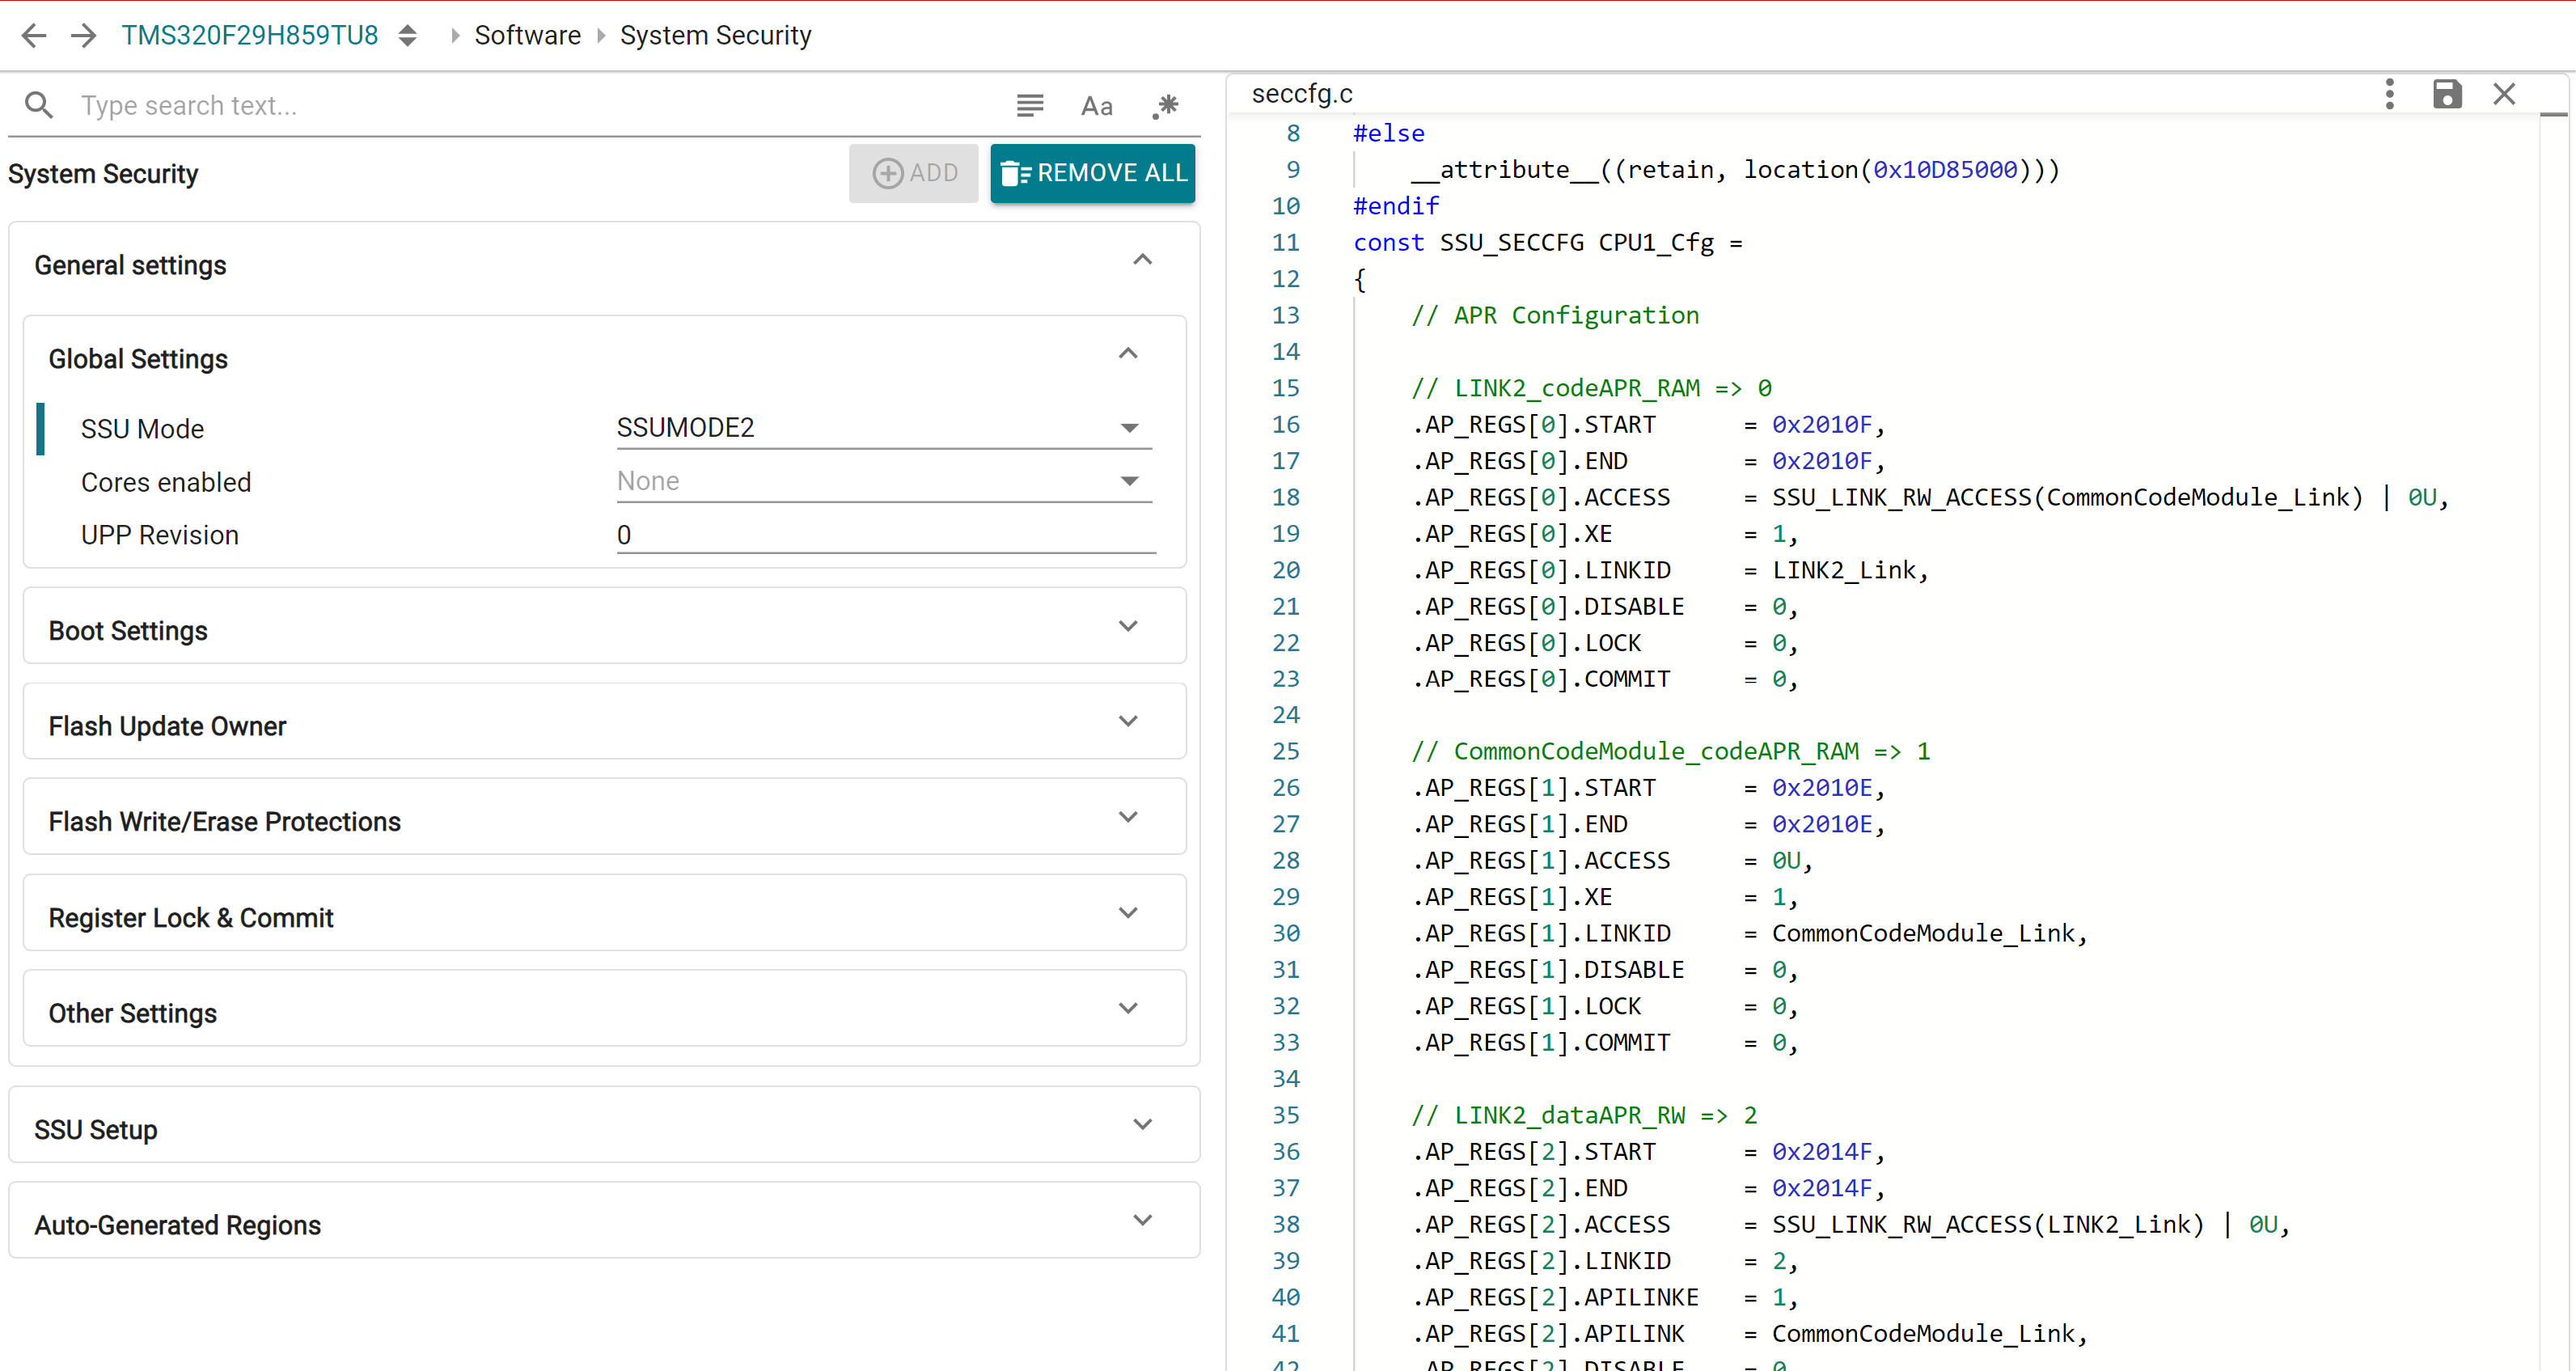 TMS320F29H859TU8 Software System Security
Type search text...
Aa
.*
System Security
ADD
REMOVE ALL
General settings
Global Settings
SSU Mode SSUMODE2
Cores enabled None
UPP Revision 0
Boot Settings
Flash Update Owner
Flash Write/Erase Protections
Register Lock & Commit
Other Settings
SSU Setup
Auto-Generated Regions
seccfg.c
8 #else
9 __attribute__((retain, location(0x10D85000)))
10 #endif
11 const SSU_SECCFG CPU1_Cfg =
12 {
13 // APR Configuration
14
15 // LINK2_codeAPR_RAM => 0
16 .AP_REGS[0].START = 0x2010F,
17 .AP_REGS[0].END = 0x2010F,
18 .AP_REGS[0].ACCESS = SSU_LINK_RW_ACCESS(CommonCodeModule_Link) | 0U,
19 .AP_REGS[0].XE = 1,
20 .AP_REGS[0].LINKID = LINK2_Link,
21 .AP_REGS[0].DISABLE = 0,
22 .AP_REGS[0].LOCK = 0,
23 .AP_REGS[0].COMMIT = 0,
24
25 // CommonCodeModule_codeAPR_RAM => 1
26 .AP_REGS[1].START = 0x2010E,
27 .AP_REGS[1].END = 0x2010E,
28 .AP_REGS[1].ACCESS = 0U,
29 .AP_REGS[1].XE = 1,
30 .AP_REGS[1].LINKID = CommonCodeModule_Link,
31 .AP_REGS[1].DISABLE = 0,
32 .AP_REGS[1].LOCK = 0,
33 .AP_REGS[1].COMMIT = 0,
34
35 // LINK2_dataAPR_RW => 2
36 .AP_REGS[2].START = 0x2014F,
37 .AP_REGS[2].END = 0x2014F,
38 .AP_REGS[2].ACCESS = SSU_LINK_RW_ACCESS(LINK2_Link) | 0U,
39 .AP_REGS[2].LINKID = 2,
40 .AP_REGS[2].APILINKE = 1,
41 .AP_REGS[2].APILINK = CommonCodeModule_Link,
42 .AP_REGS[2].DISABLE = 0